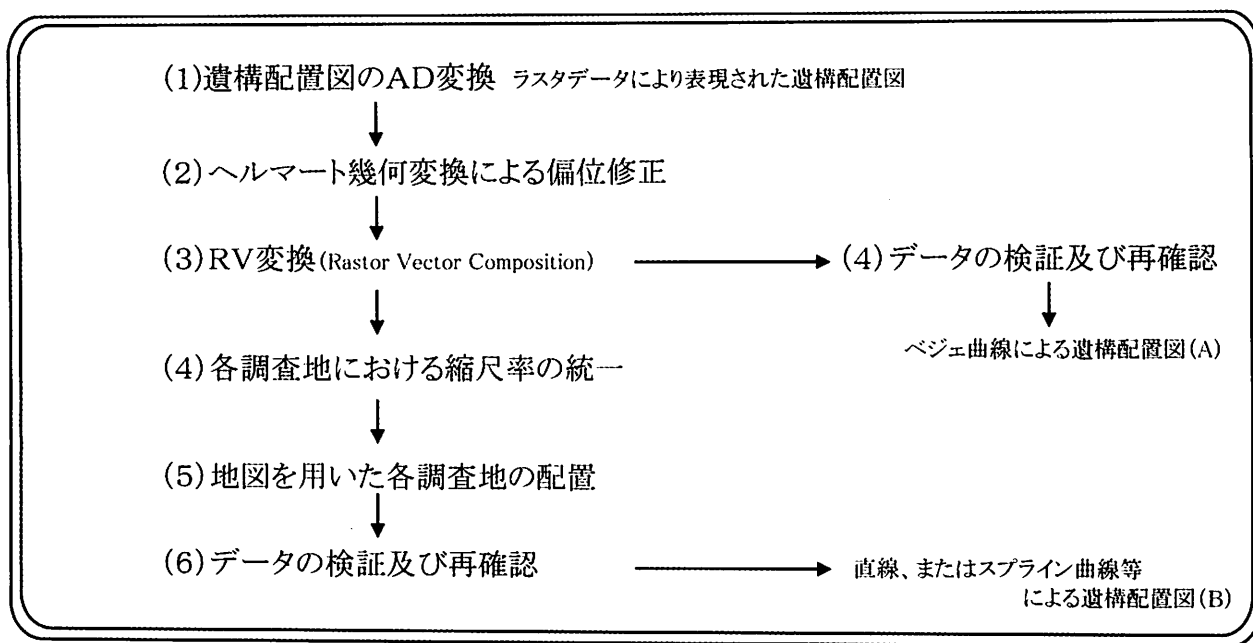 (1)遺構配置図のAD変換 ラスタデータにより表現された遺構配置図
(2)ヘルマート幾何変換による偏位修正
(3)RV変換(Rastor Vector Composition)
(4)データの検証及び再確認
ベジェ曲線による遺構配置図(A)
(4)各調査地における縮尺率の統一
(5)地図を用いた各調査地の配置
(6)データの検証及び再確認
直線、またはスプライン曲線等
による遺構配置図(B)